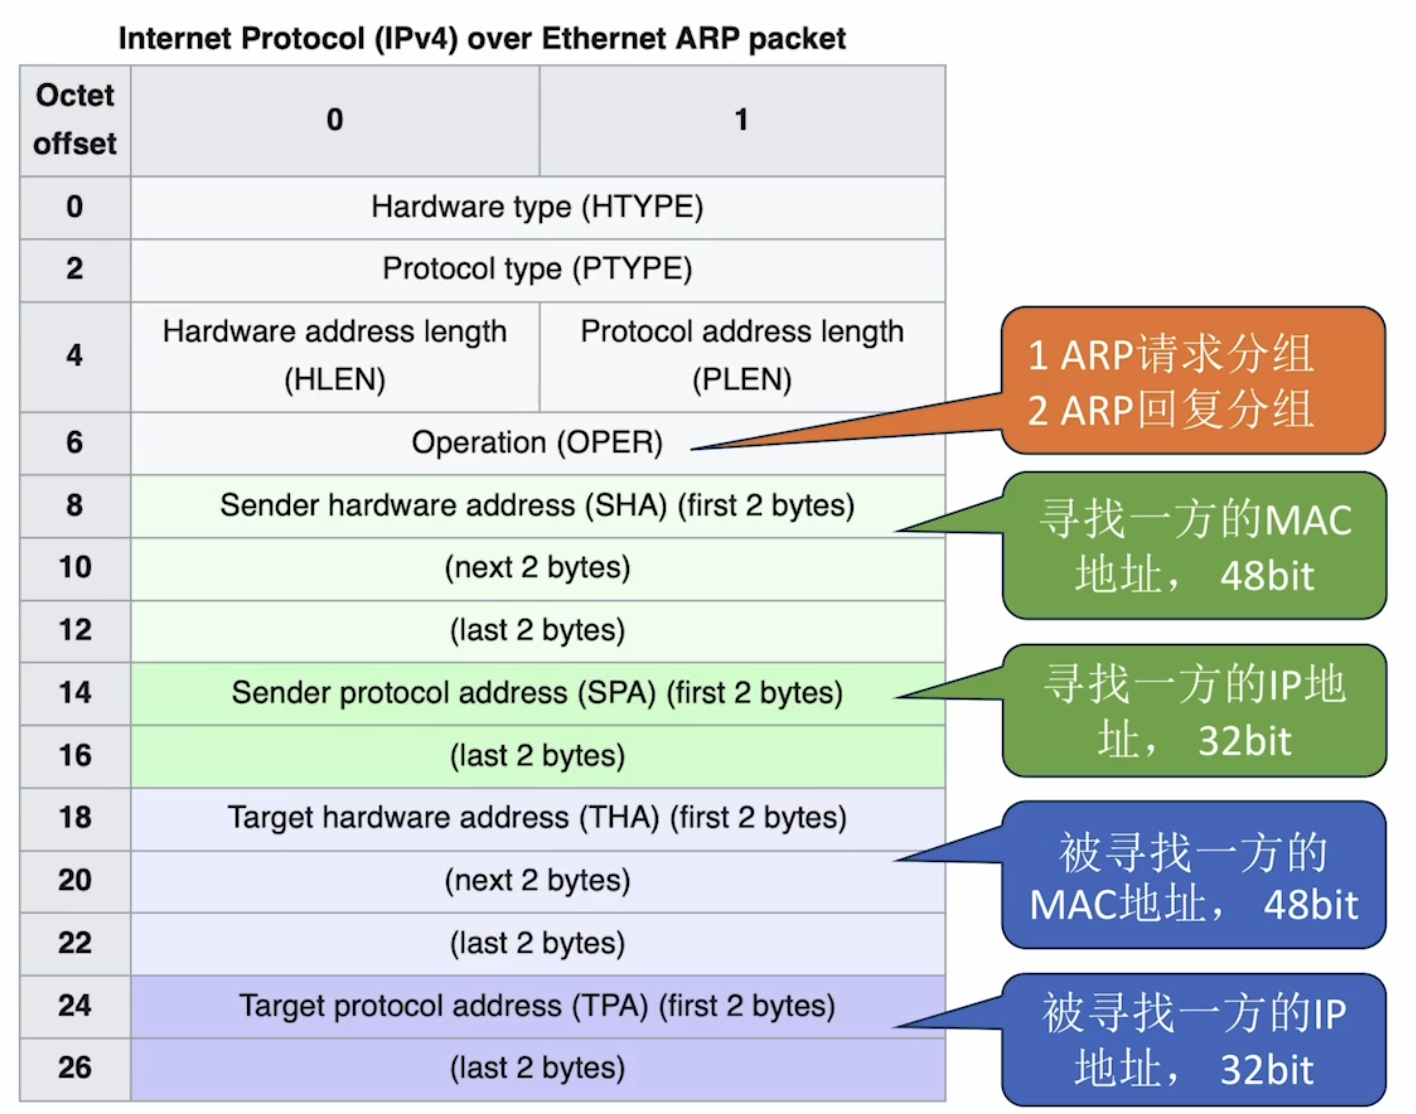 Internet Protocol (IPv4) over Ethernet ARP packet
Octet
offset
0
1
0
Hardware type (HTYPE)
2
Protocol type (PTYPE)
4
Hardware address length
(HLEN)
Protocol address length
(PLEN)
6
Operation (OPER)
1 ARP请求分组
2 ARP回复分组
8
Sender hardware address (SHA) (first 2 bytes)
寻找一方的MAC
地址， 48bit
10
(next 2 bytes)
12
(last 2 bytes)
14
Sender protocol address (SPA) (first 2 bytes)
寻找一方的IP地
址， 32bit
16
(last 2 bytes)
18
Target hardware address (THA) (first 2 bytes)
被寻找一方的
MAC地址， 48bit
20
(next 2 bytes)
22
(last 2 bytes)
24
Target protocol address (TPA) (first 2 bytes)
被寻找一方的IP
地址， 32bit
26
(last 2 bytes)